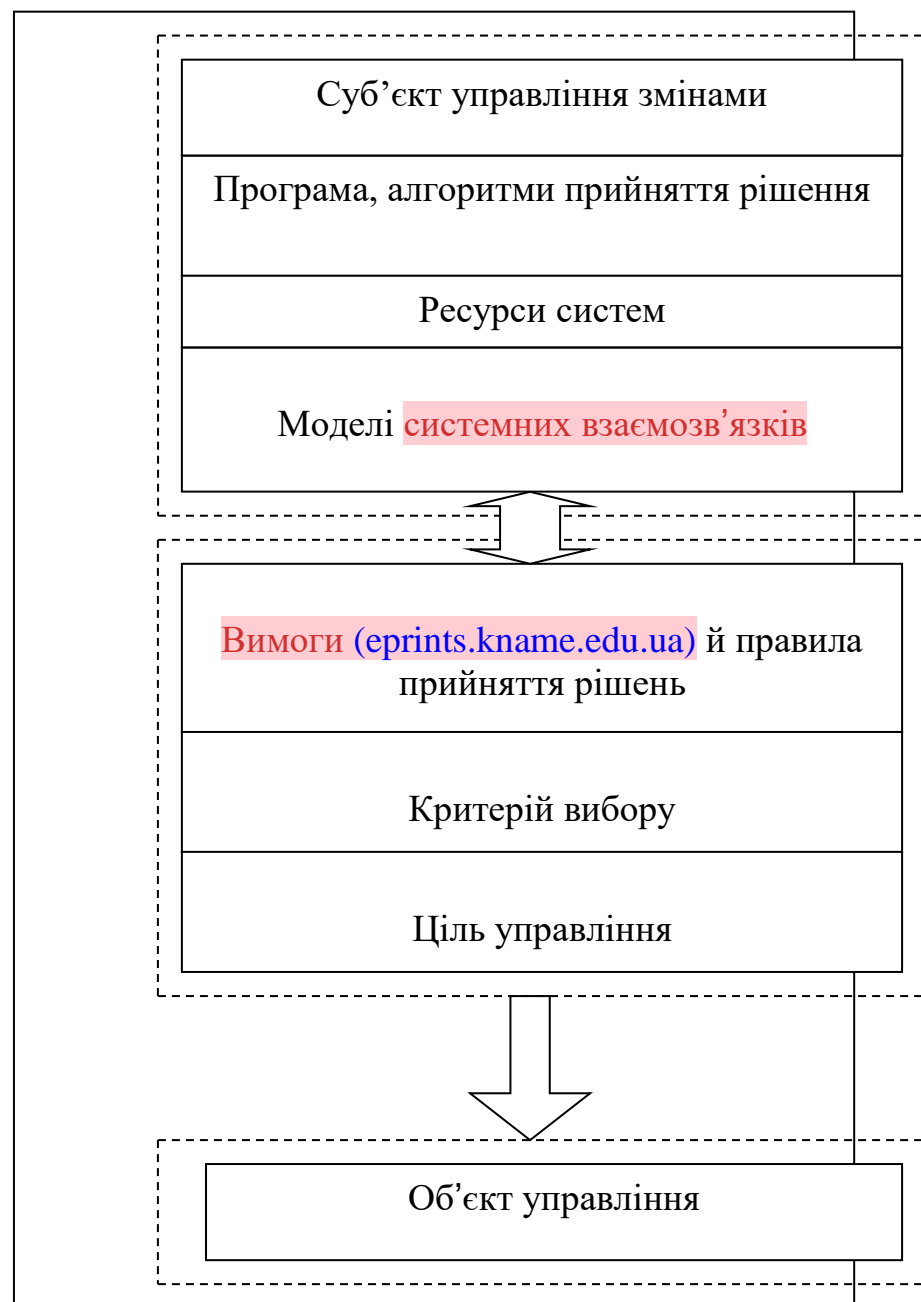 Суб’єкт управління змінами
Програма, алгоритми прийняття рішення
Ресурси систем
Моделі системних взаємозв’язків
Вимоги (eprints.kname.edu.ua) й правила
прийняття рішень
Критерій вибору
Ціль управління
Об’єкт управління